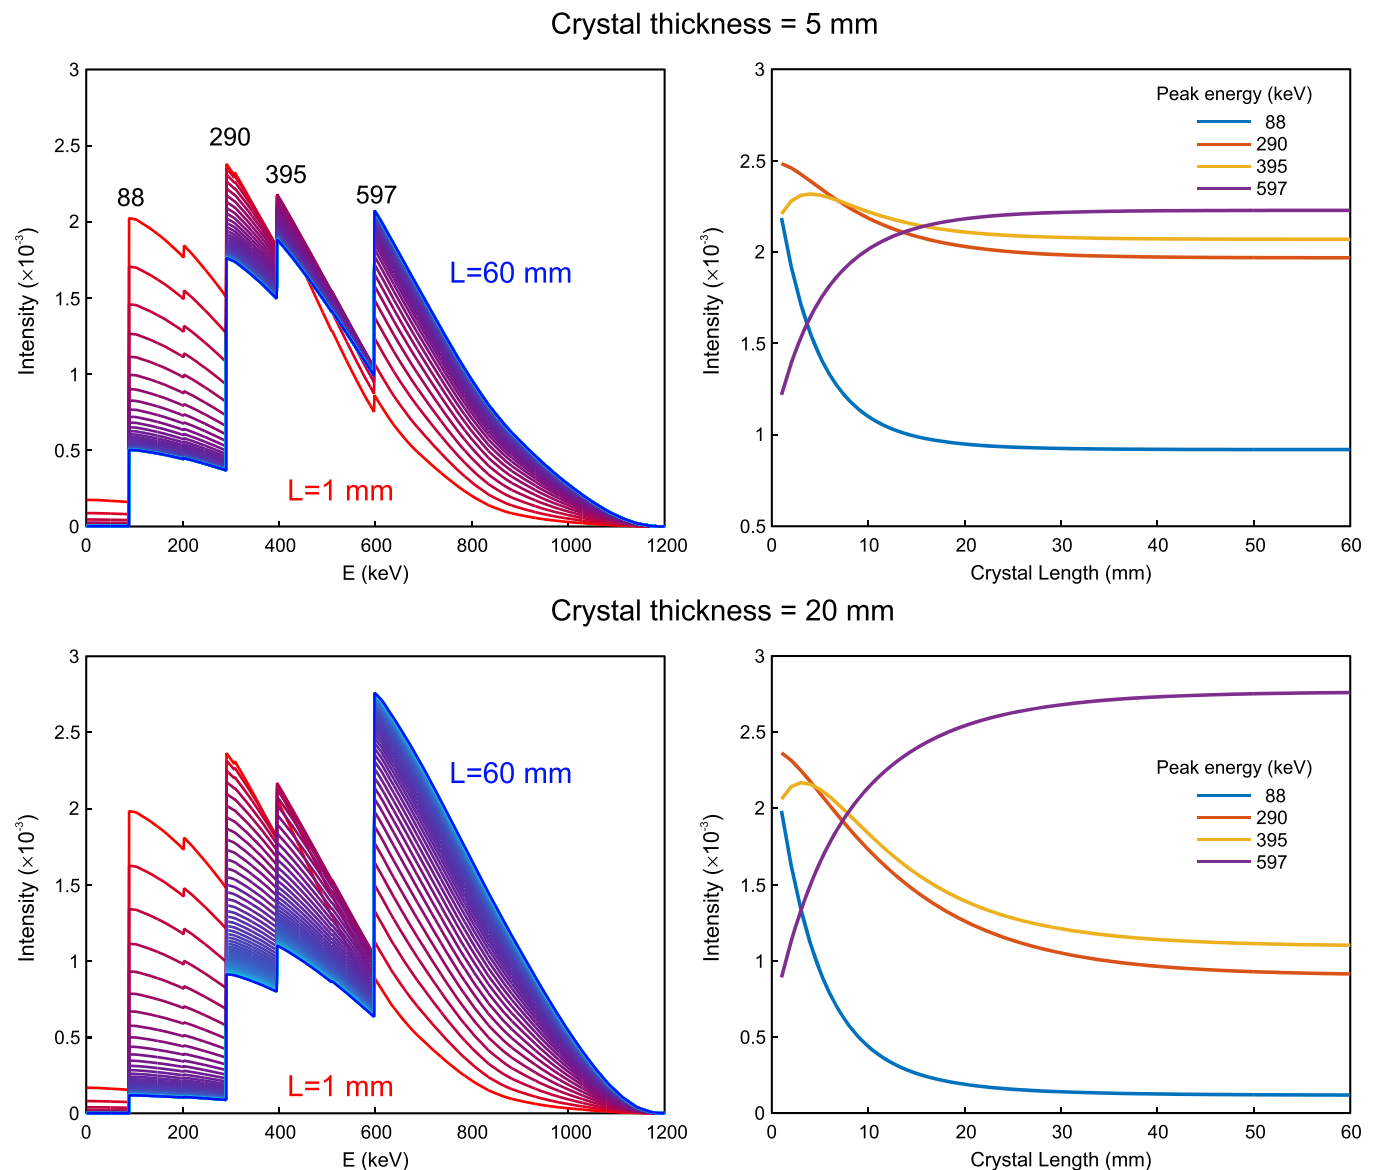 Crystal thickness = 5 mm
3
2.5
2
1.5
1
0.5
0
Intensity (×10⁻³)
88
290
395
597
L=60 mm
L=1 mm
0 200 400 600 800 1000 1200
E (keV)
3
2.5
2
1.5
1
0.5
Intensity (×10⁻³)
Peak energy (keV)
88
290
395
597
0 10 20 30 40 50 60
Crystal Length (mm)
Crystal thickness = 20 mm
3
2.5
2
1.5
1
0.5
0
Intensity (×10⁻³)
L=60 mm
L=1 mm
0 200 400 600 800 1000 1200
E (keV)
3
2.5
2
1.5
1
0.5
0
Intensity (×10⁻³)
Peak energy (keV)
88
290
395
597
0 10 20 30 40 50 60
Crystal Length (mm)